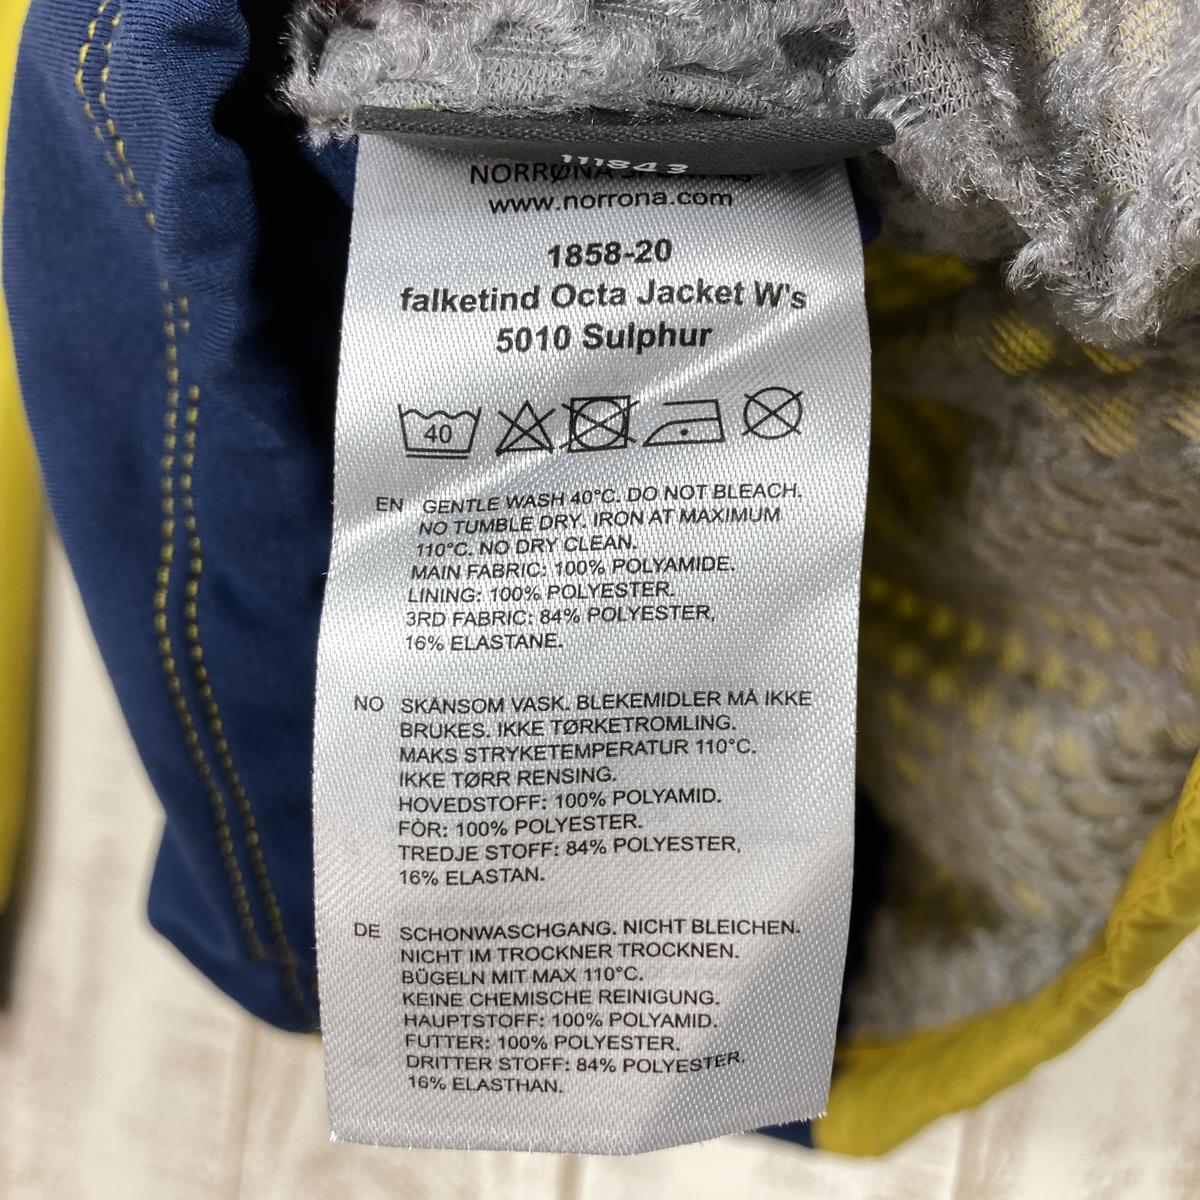 111843
NORRØNA
www.norrona.com
1858-20
falketind Octa Jacket W's
5010 Sulphur
40
EN GENTLE WASH 40°C. DO NOT BLEACH.
NO TUMBLE DRY. IRON AT MAXIMUM
110°C. NO DRY CLEAN.
MAIN FABRIC: 100% POLYAMIDE.
LINING: 100% POLYESTER.
3RD FABRIC: 84% POLYESTER,
16% ELASTANE.
NO SKÅNSOM VASK. BLEKEMIDLER MÅ IKKE
BRUKES. IKKE TØRKETROMLING.
MAKS STRYKETEMPERATUR 110°C.
IKKE TØRR RENSING.
HOVEDSTOFF: 100% POLYAMID.
FÒR: 100% POLYESTER.
TREDJE STOFF: 84% POLYESTER,
16% ELASTAN.
DE SCHONWASCHGANG. NICHT BLEICHEN.
NICHT IM TROCKNER TROCKNEN.
BÜGELN MIT MAX 110°C.
KEINE CHEMISCHE REINIGUNG.
HAUPTSTOFF: 100% POLYAMID.
FUTTER: 100% POLYESTER.
DRITTER STOFF: 84% POLYESTER.
16% ELASTHAN.